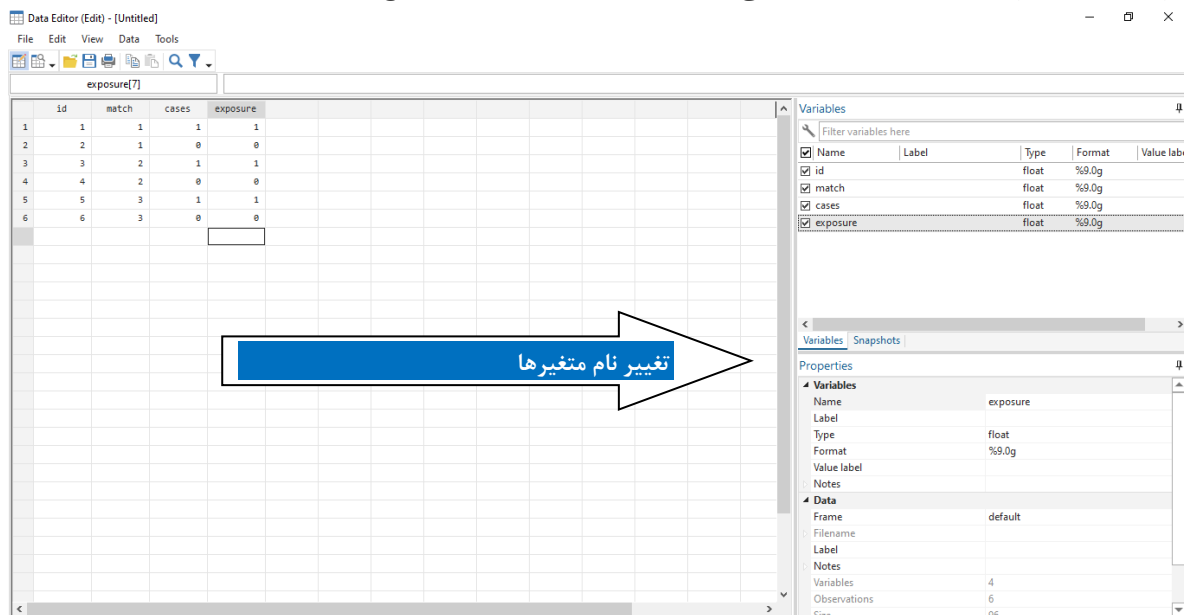 Data Editor (Edit) - [Untitled]
File Edit View Data Tools
exposure[7]
id match cases exposure
1 1 1 1 1
2 2 1 0 0
3 3 2 1 1
4 4 2 0 0
5 5 3 1 1
6 6 3 0 0
تغییر نام متغیرها
Variables
Filter variables here
Name Label Type Format Value labe
id float %9.0g
match float %9.0g
cases float %9.0g
exposure float %9.0g
Variables Snapshots
Properties
Variables
Name exposure
Label
Type float
Format %9.0g
Value label
Notes
Data
Frame default
Filename
Label
Notes
Variables 4
Observations 6
Size 96